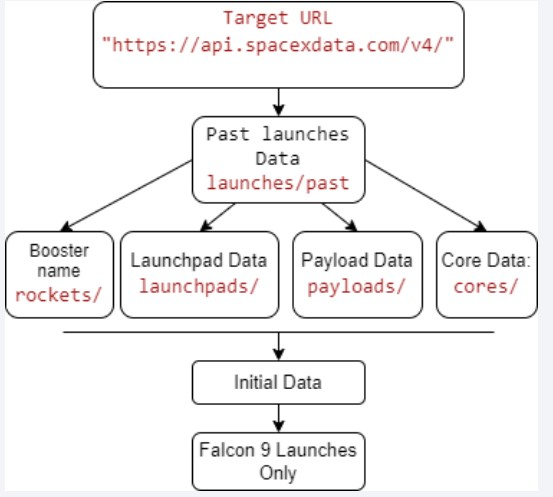 Target URL
"https://api.spacexdata.com/v4/"
Past launches
Data
launches/past
Booster
name
rockets/
Launchpad Data
launchpads/
Payload Data
payloads/
Core Data:
cores/
Initial Data
Falcon 9 Launches
Only